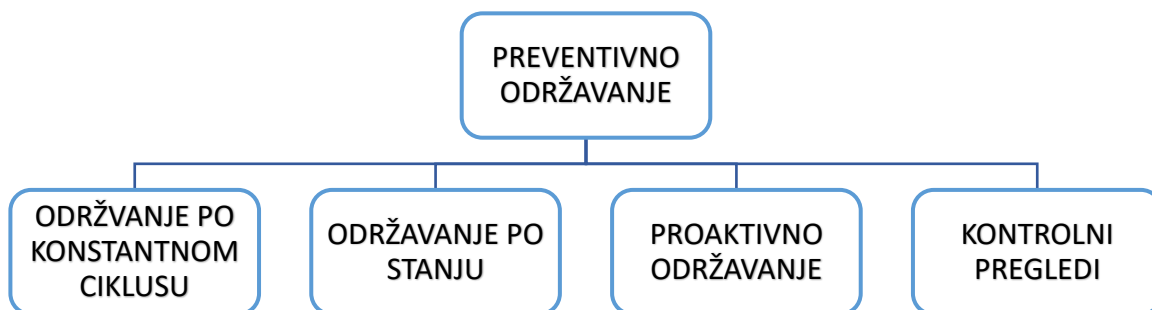 PREVENTIVNO
ODRŽAVANJE
ODRŽVANJE PO
KONSTANTNOM
CIKLUSU
ODRŽAVANJE PO
STANJU
PROAKTIVNO
ODRŽAVANJE
KONTROLNI
PREGLEDI